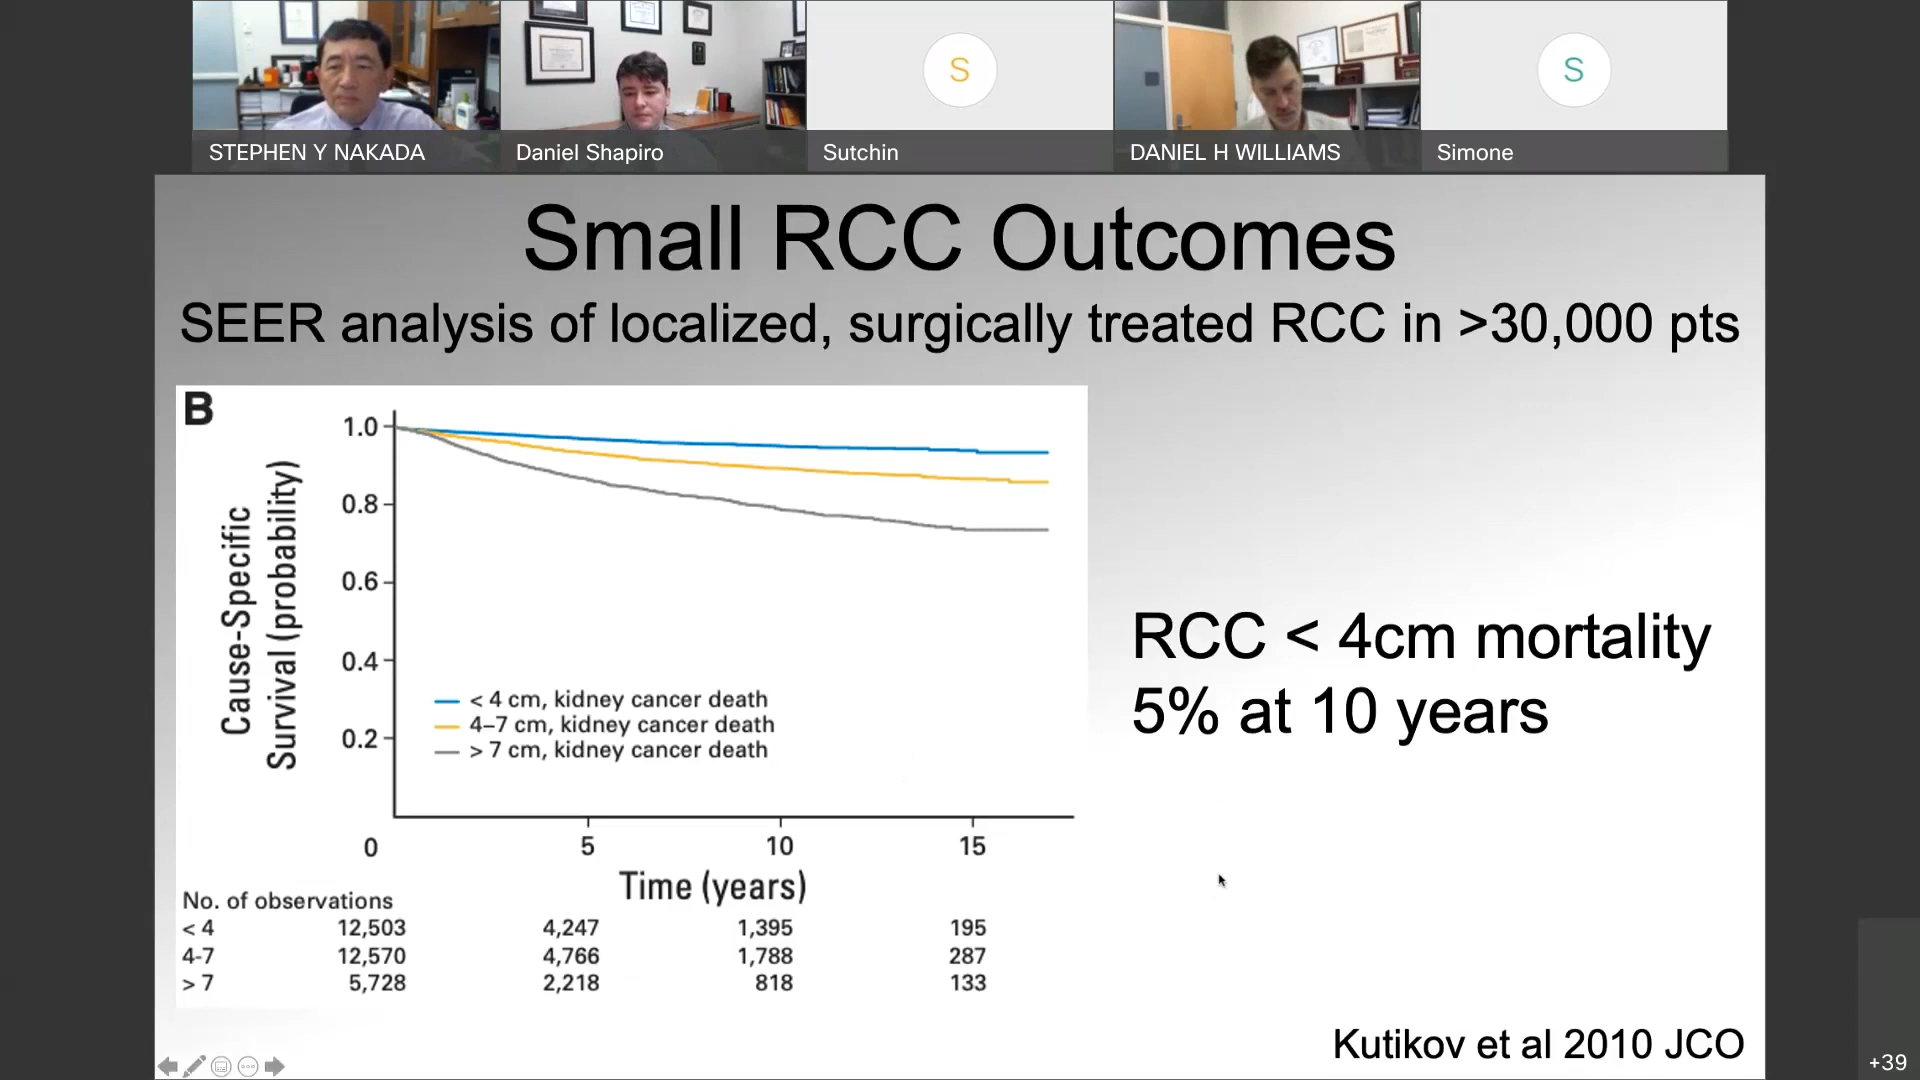 STEPHEN Y NAKADA
Daniel Shapiro
S
Sutchin
DANIEL H WILLIAMS
S
Simone
Small RCC Outcomes
SEER analysis of localized, surgically treated RCC in >30,000 pts
B
Cause-Specific
Survival (probability)
1.0
0.8
0.6
0.4
0.2
< 4 cm, kidney cancer death
4–7 cm, kidney cancer death
> 7 cm, kidney cancer death
0 5 10 15
Time (years)
No. of observations
< 4 12,503 4,247 1,395 195
4-7 12,570 4,766 1,788 287
> 7 5,728 2,218 818 133
RCC < 4cm mortality
5% at 10 years
Kutikov et al 2010 JCO
+39